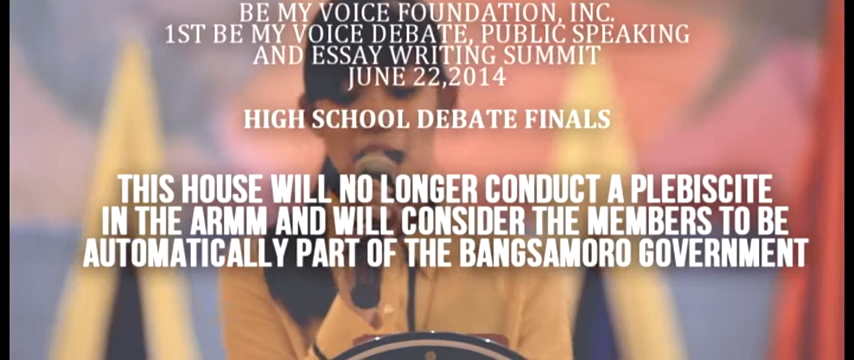 BE MY VOICE FOUNDATION, INC.
1ST BE MY VOICE DEBATE, PUBLIC SPEAKING
AND ESSAY WRITING SUMMIT
JUNE 22,2014
HIGH SCHOOL DEBATE FINALS
THIS HOUSE WILL NO LONGER CONDUCT A PLEBISCITE
IN THE ARMM AND WILL CONSIDER THE MEMBERS TO BE
AUTOMATICALLY PART OF THE BANGSAMORO GOVERNMENT